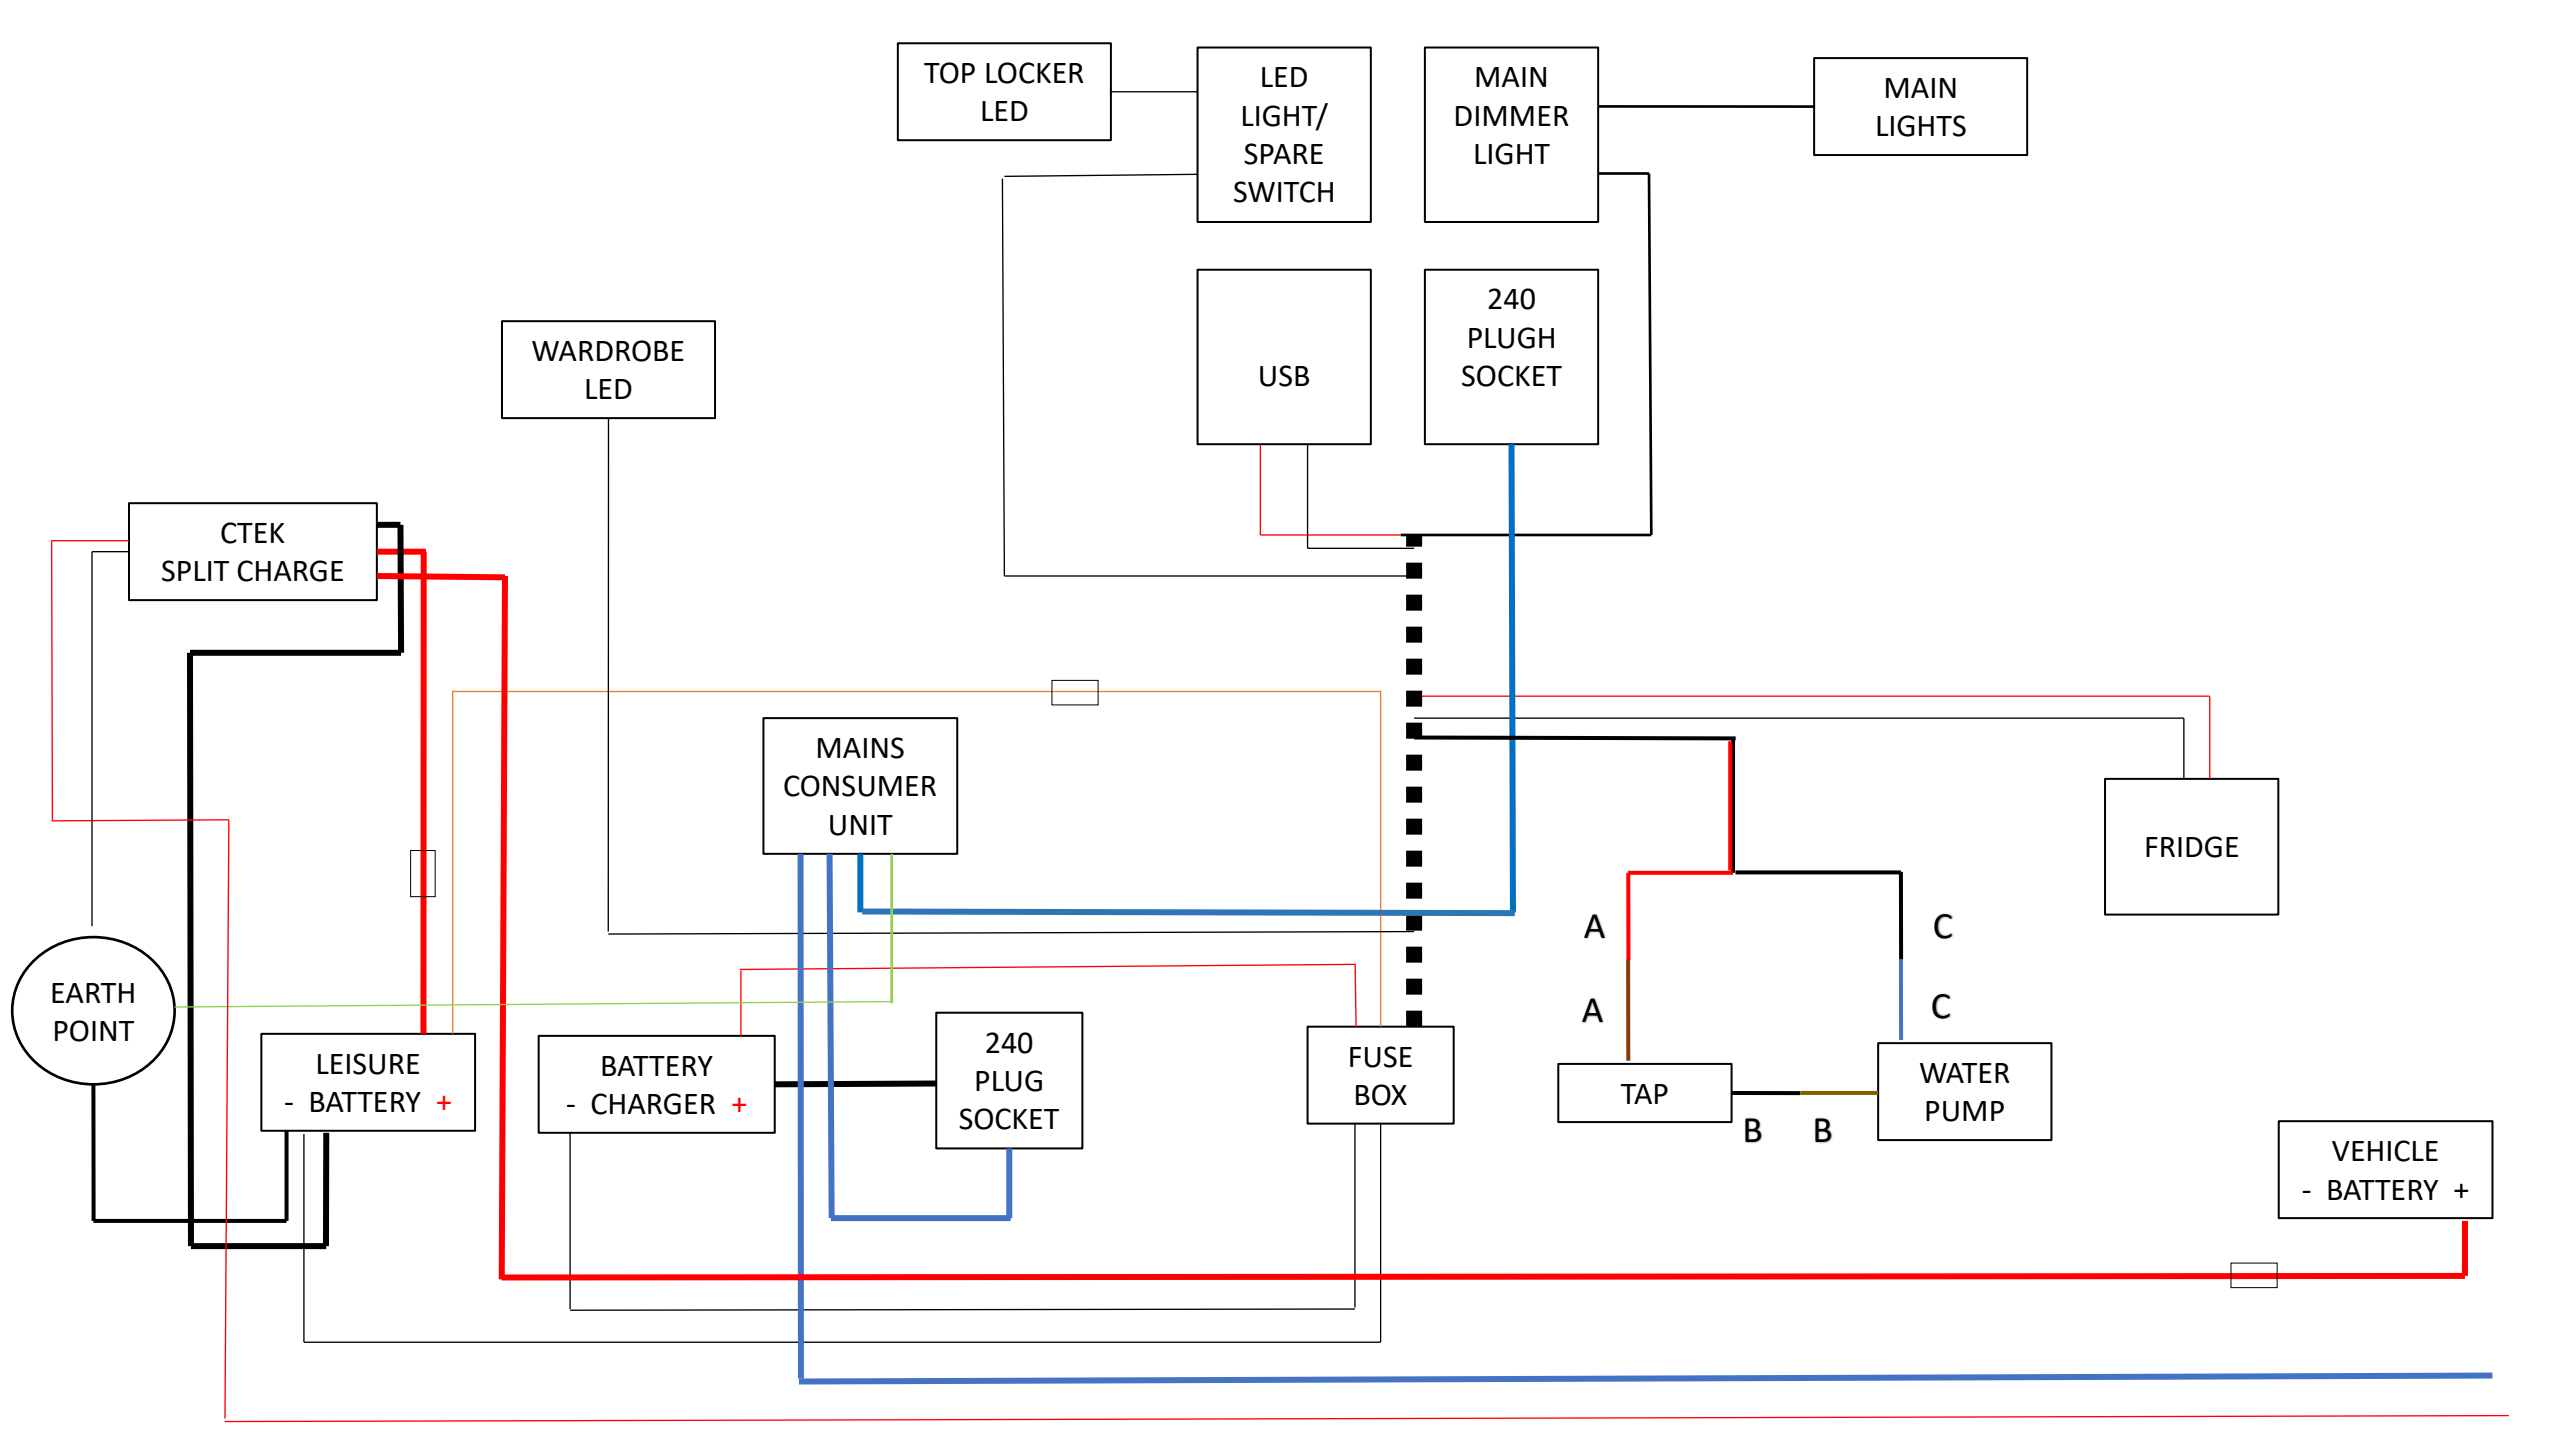 TOP LOCKER
LED
LED
LIGHT/
SPARE
SWITCH
MAIN
DIMMER
LIGHT
MAIN
LIGHTS
USB
240
PLUGH
SOCKET
WARDROBE
LED
CTEK
SPLIT CHARGE
MAINS
CONSUMER
UNIT
FRIDGE
A
C
A
C
EARTH
POINT
LEISURE
- BATTERY +
BATTERY
- CHARGER +
240
PLUG
SOCKET
FUSE
BOX
TAP
B B
WATER
PUMP
VEHICLE
- BATTERY +